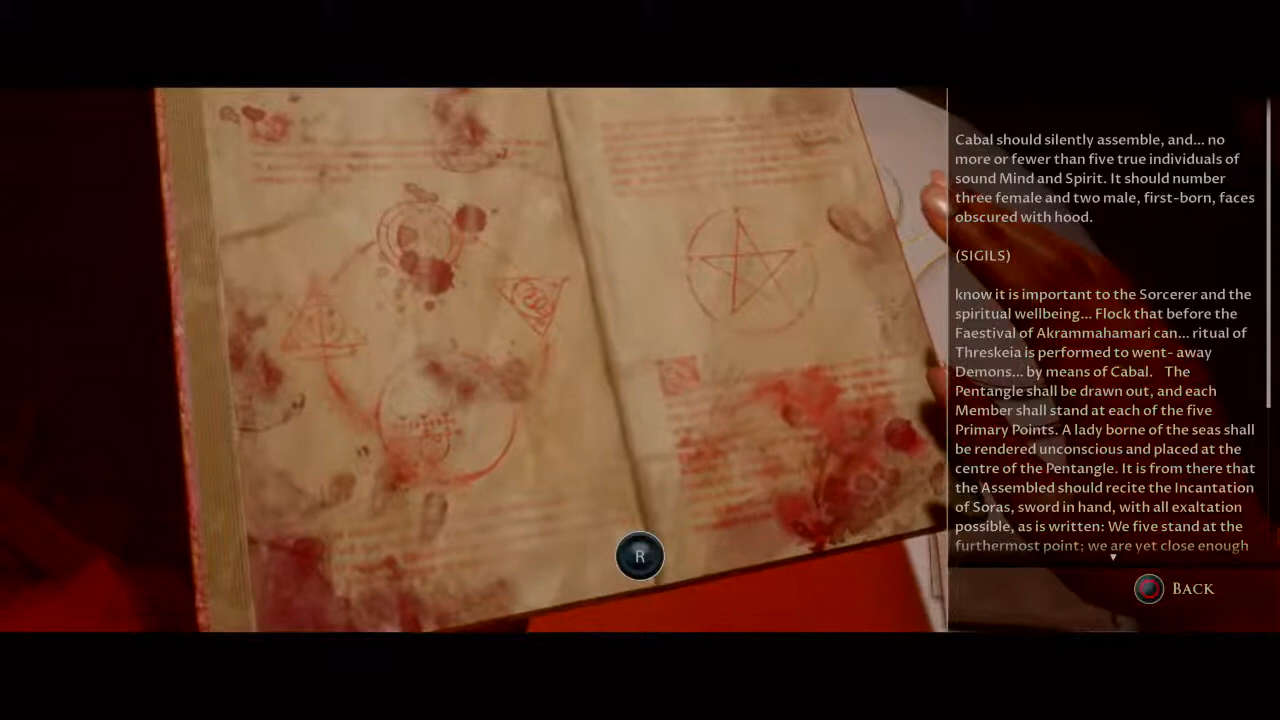 Cabal should silently assemble, and... no
more or fewer than five true individuals of
sound Mind and Spirit. It should number
three female and two male, first-born, faces
obscured with hood.
(SIGILS)
know it is important to the Sorcerer and the
spiritual wellbeing... Flock that before the
Faestival of Akrammahamari can... ritual of
Threskeia is performed to went- away
Demons... by means of Cabal. The
Pentangle shall be drawn out, and each
Member shall stand at each of the five
Primary Points. A lady borne of the seas shall
be rendered unconscious and placed at the
centre of the Pentangle. It is from there that
the Assembled should recite the Incantation
of Soras, sword in hand, with all exaltation
possible, as is written: We five stand at the
furthermost point; we are yet close enough
R
BACK